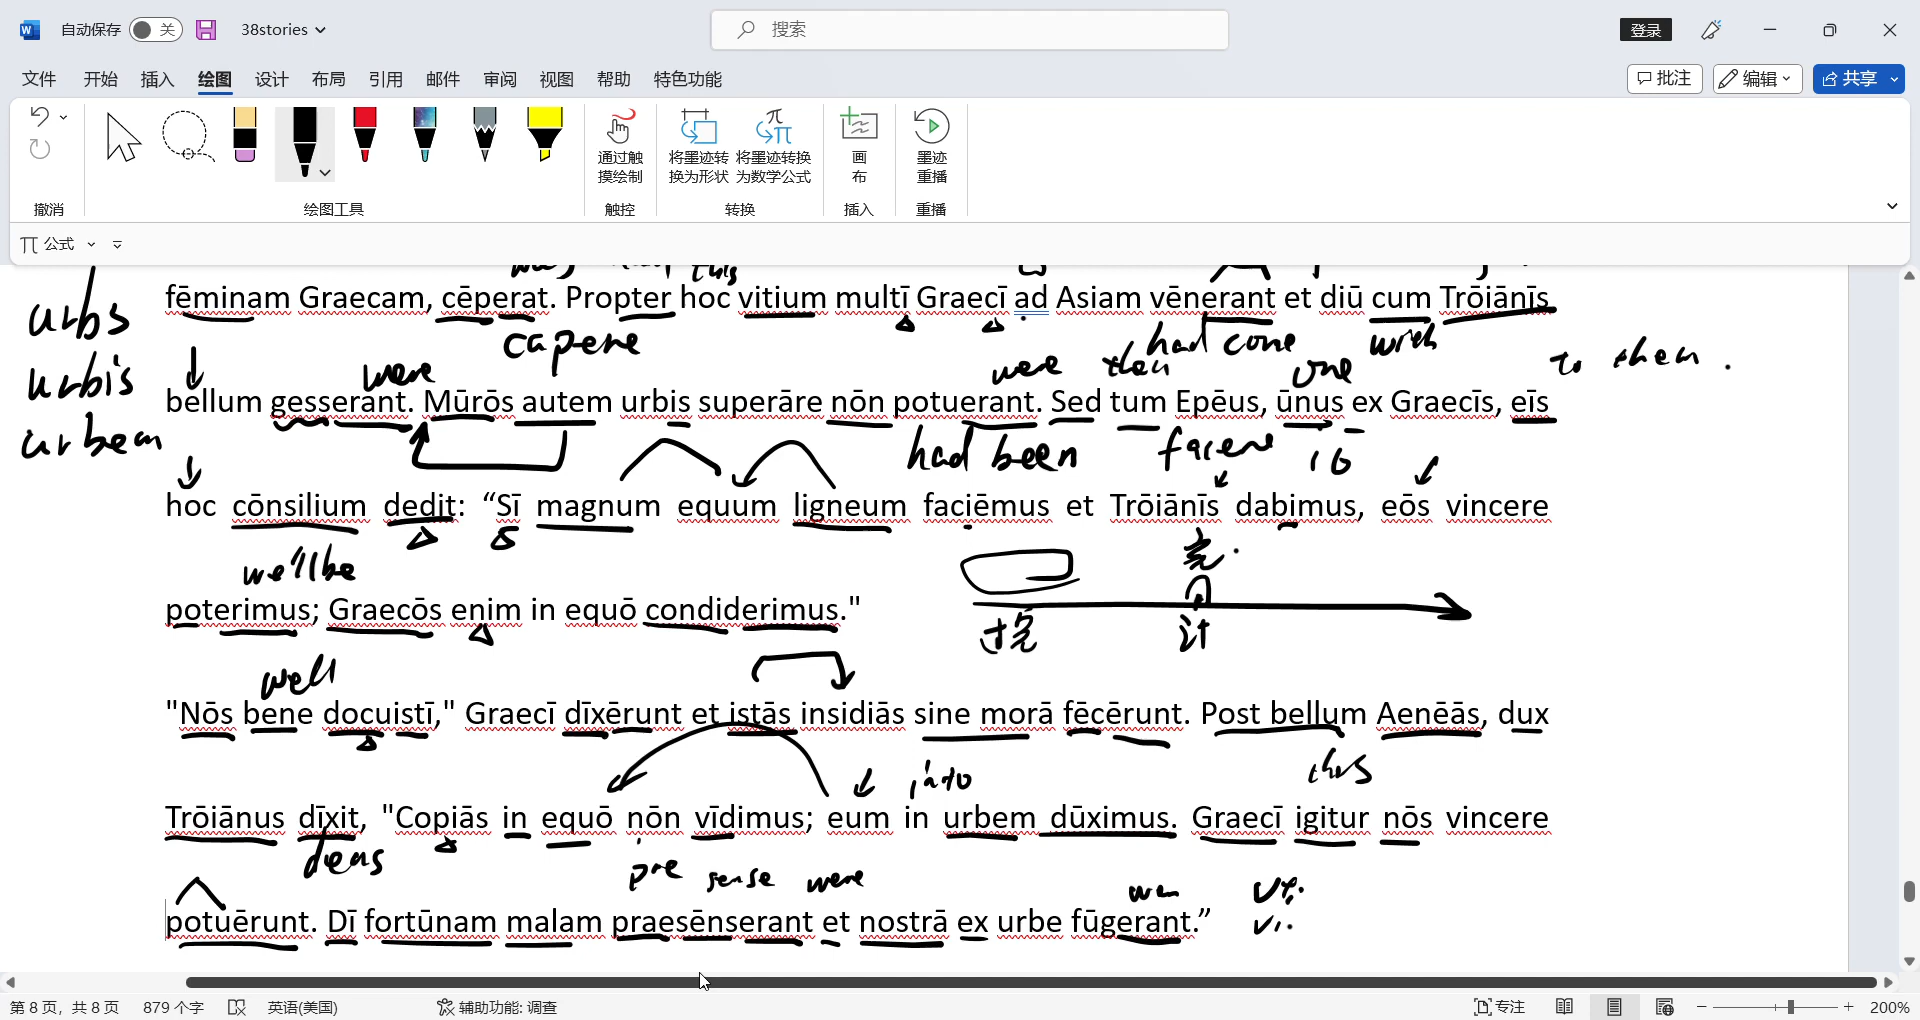 自动保存 关 38stories 搜索 登录
文件 开始 插入 绘图 设计 布局 引用 邮件 审阅 视图 帮助 特色功能 批注 编辑 共享
通过触摸绘制 将墨迹转换为形状 将墨迹转换为数学公式 画布 墨迹重播
撤消 绘图工具 触控 转换 插入 重播
公式
fēminam Graecam, cēperat. Propter hoc vitium multī Graecī ad Asiam vēnerant et diū cum Trōiānīs
urbs
capere had come with
urbis were were then one to them .
bellum gesserant. Mūrōs autem urbis superāre nōn potuerant. Sed tum Epēus, ūnus ex Graecīs, eīs
urbem had been facere
hoc cōnsilium dedit: “Sī magnum equum ligneum faciēmus et Trōiānīs dabimus, eōs vincere
we'll be 完
poterimus; Graecōs enim in equō condiderimus."
well
"Nōs bene docuistī," Graecī dīxērunt et istās insidiās sine morā fēcērunt. Post bellum Aenēās, dux
into thus
Trōiānus dīxit, "Copiās in equō nōn vīdimus; eum in urbem dūximus. Graecī igitur nōs vincere
deus pre sense were
potuērunt. Dī fortūnam malam praesēnserant et nostrā ex urbe fūgerant.”
第 8 页，共 8 页 879 个字 英语(美国) 辅助功能: 调查 专注 200%